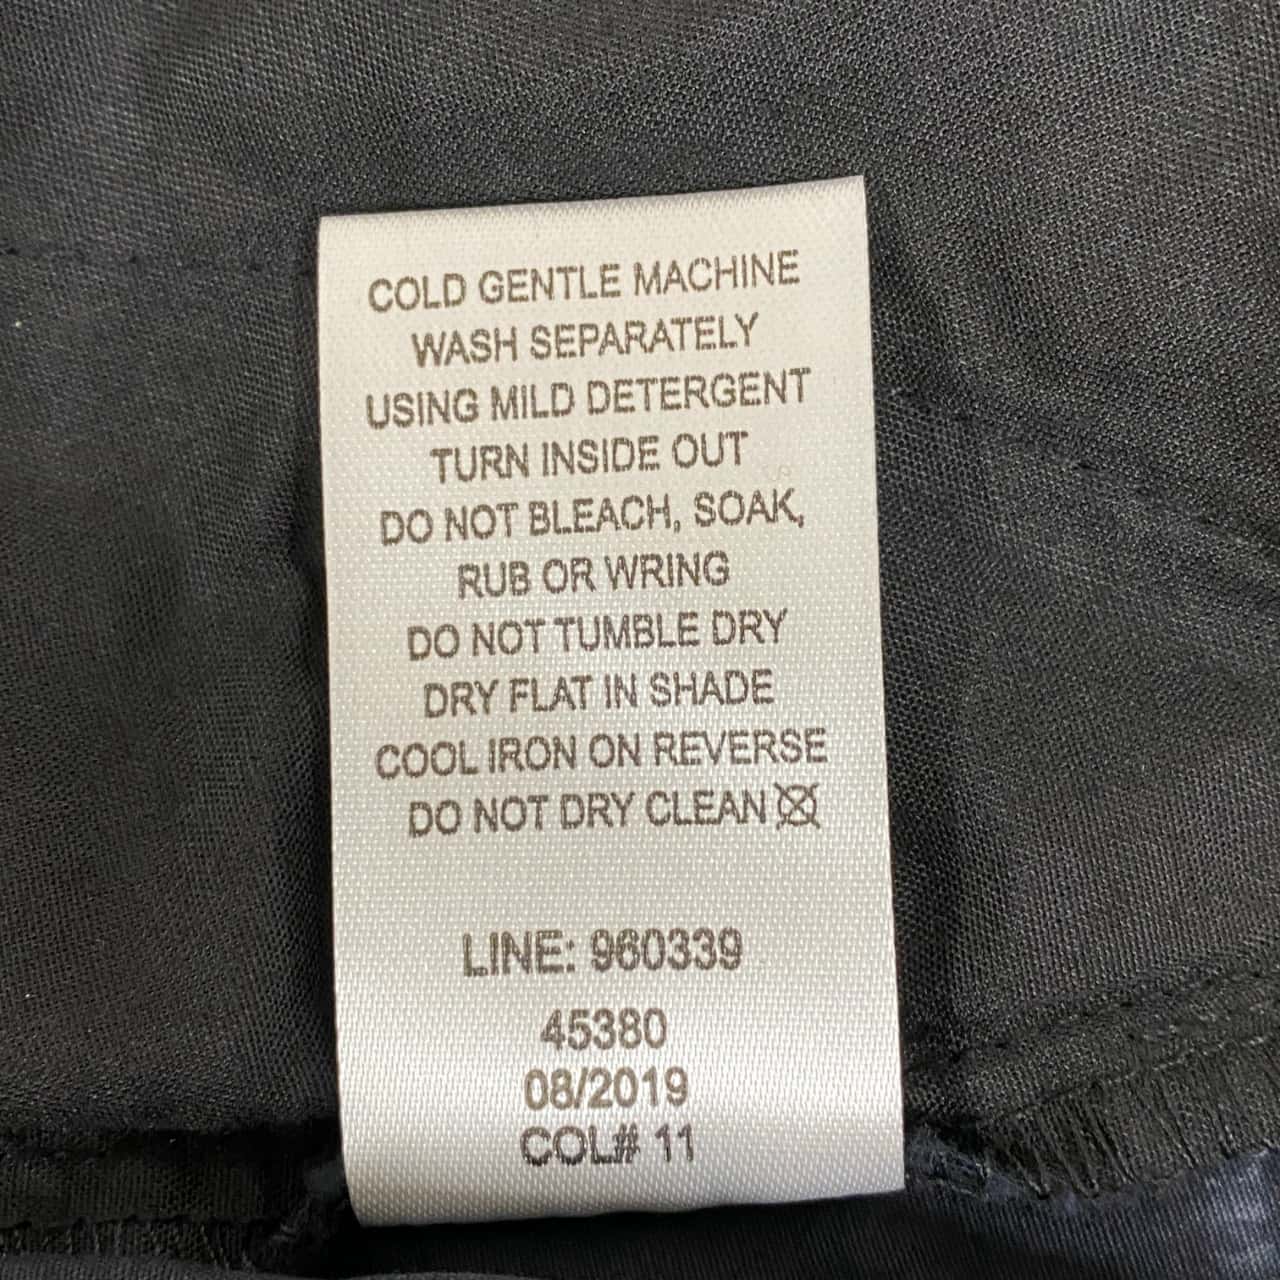 COLD GENTLE MACHINE
WASH SEPARATELY
USING MILD DETERGENT
TURN INSIDE OUT
DO NOT BLEACH, SOAK,
RUB OR WRING
DO NOT TUMBLE DRY
DRY FLAT IN SHADE
COOL IRON ON REVERSE
DO NOT DRY CLEAN
LINE: 960339
45380
08/2019
COL# 11